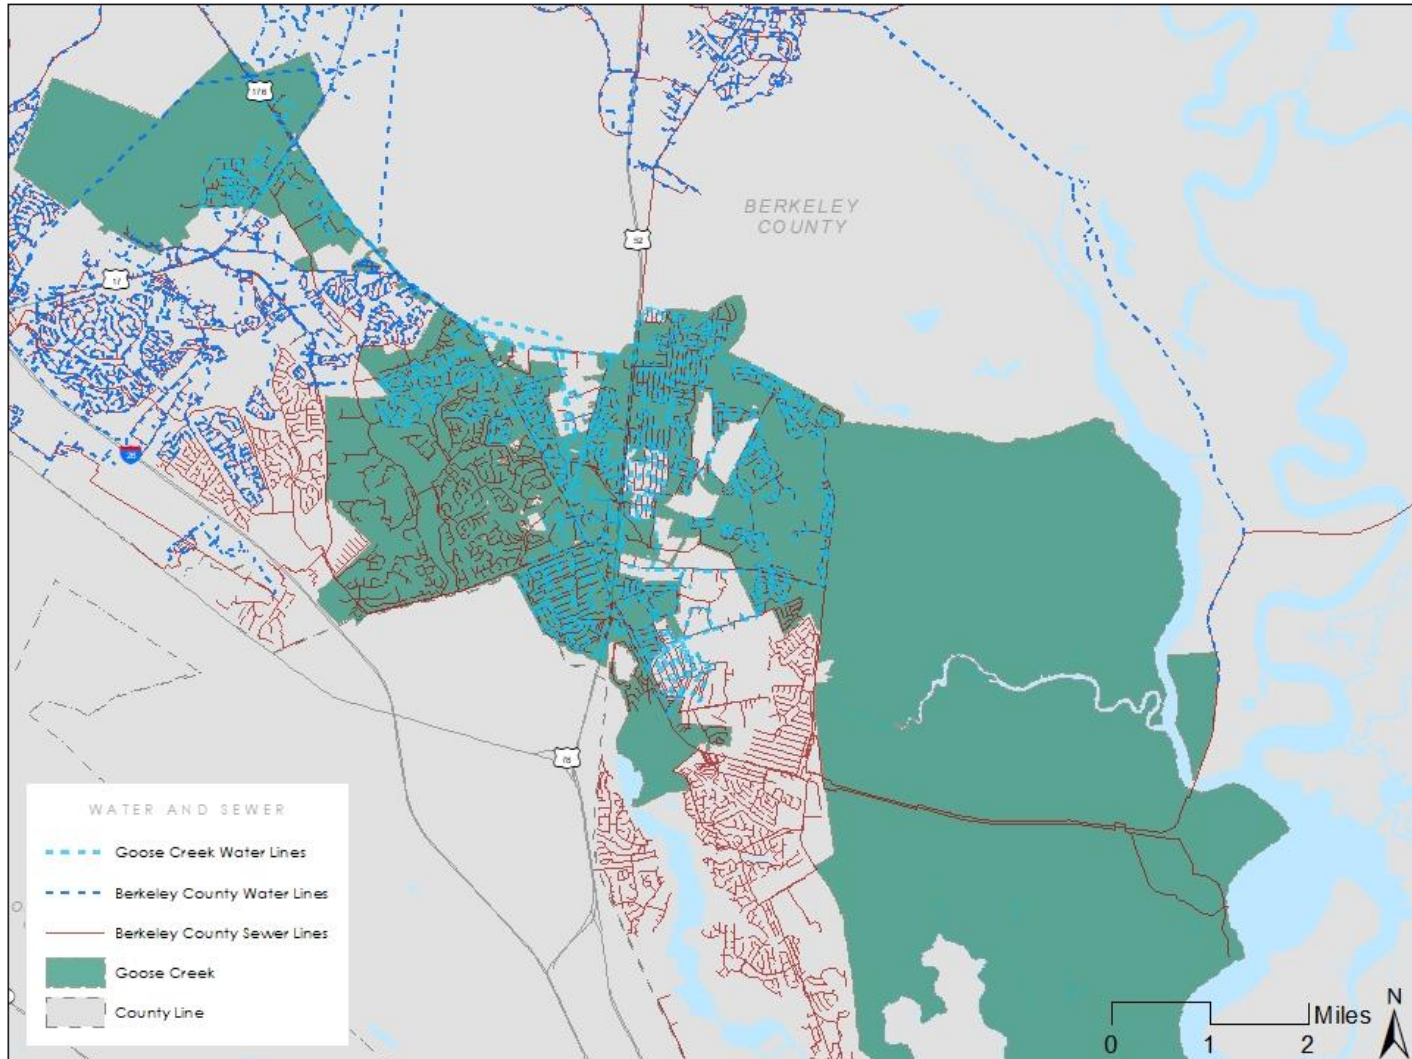 176
52
BERKELEY
COUNTY
17
26
78
WATER AND SEWER
Goose Creek Water Lines
Berkeley County Water Lines
Berkeley County Sewer Lines
Goose Creek
County Line
N
Miles
0 1 2